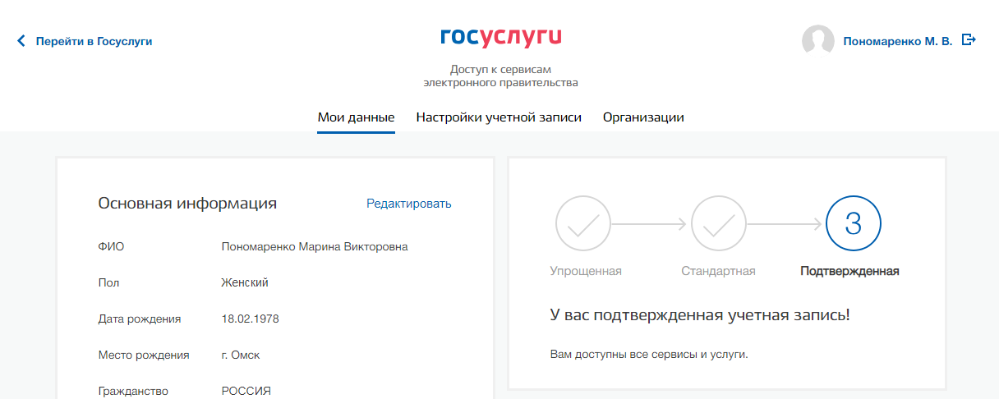 Перейти в Госуслуги
госуслуги
Пономаренко М. В.
Доступ к сервисам
электронного правительства
Мои данные Настройки учетной записи Организации
Основная информация Редактировать
ФИО Пономаренко Марина Викторовна
Пол Женский
Дата рождения 18.02.1978
Место рождения г. Омск
Гражданство РОССИЯ
3
Упрощенная Стандартная Подтвержденная
У вас подтвержденная учетная запись!
Вам доступны все сервисы и услуги.